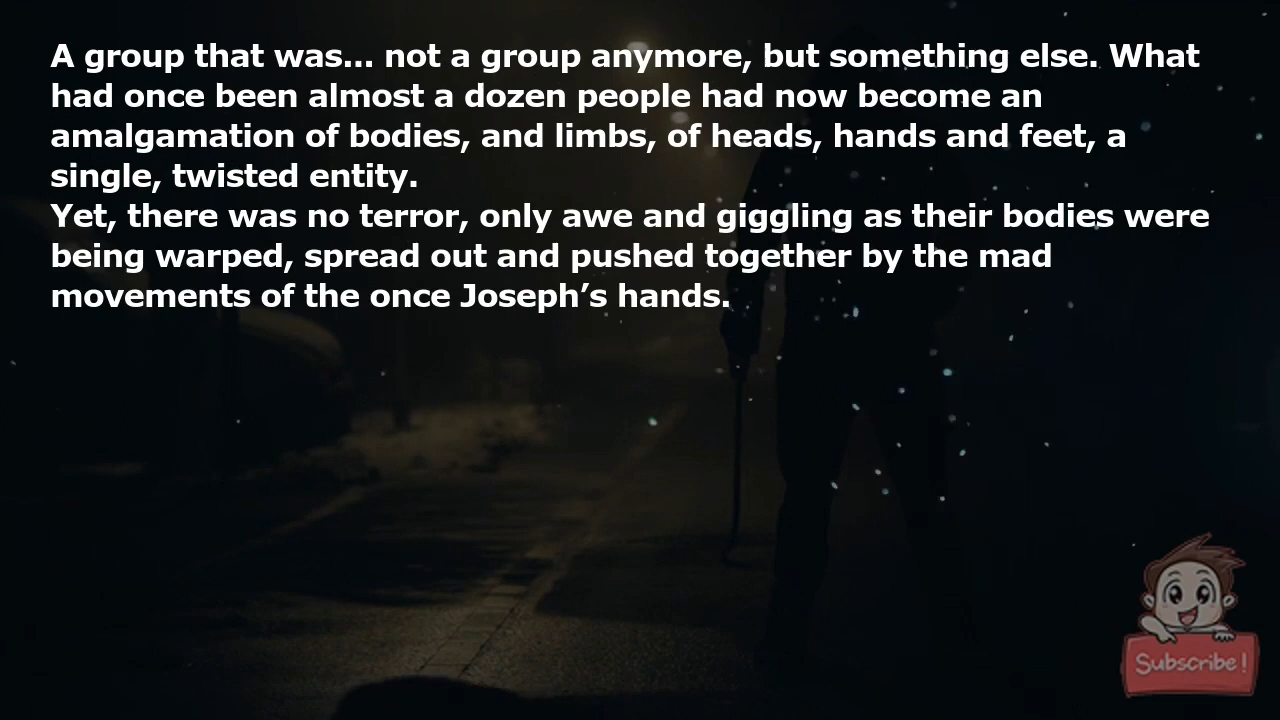 A group that was... not a group anymore, but something else. What
had once been almost a dozen people had now become an
amalgamation of bodies, and limbs, of heads, hands and feet, a
single, twisted entity.
Yet, there was no terror, only awe and giggling as their bodies were
being warped, spread out and pushed together by the mad
movements of the once Joseph’s hands.
Subscribe!